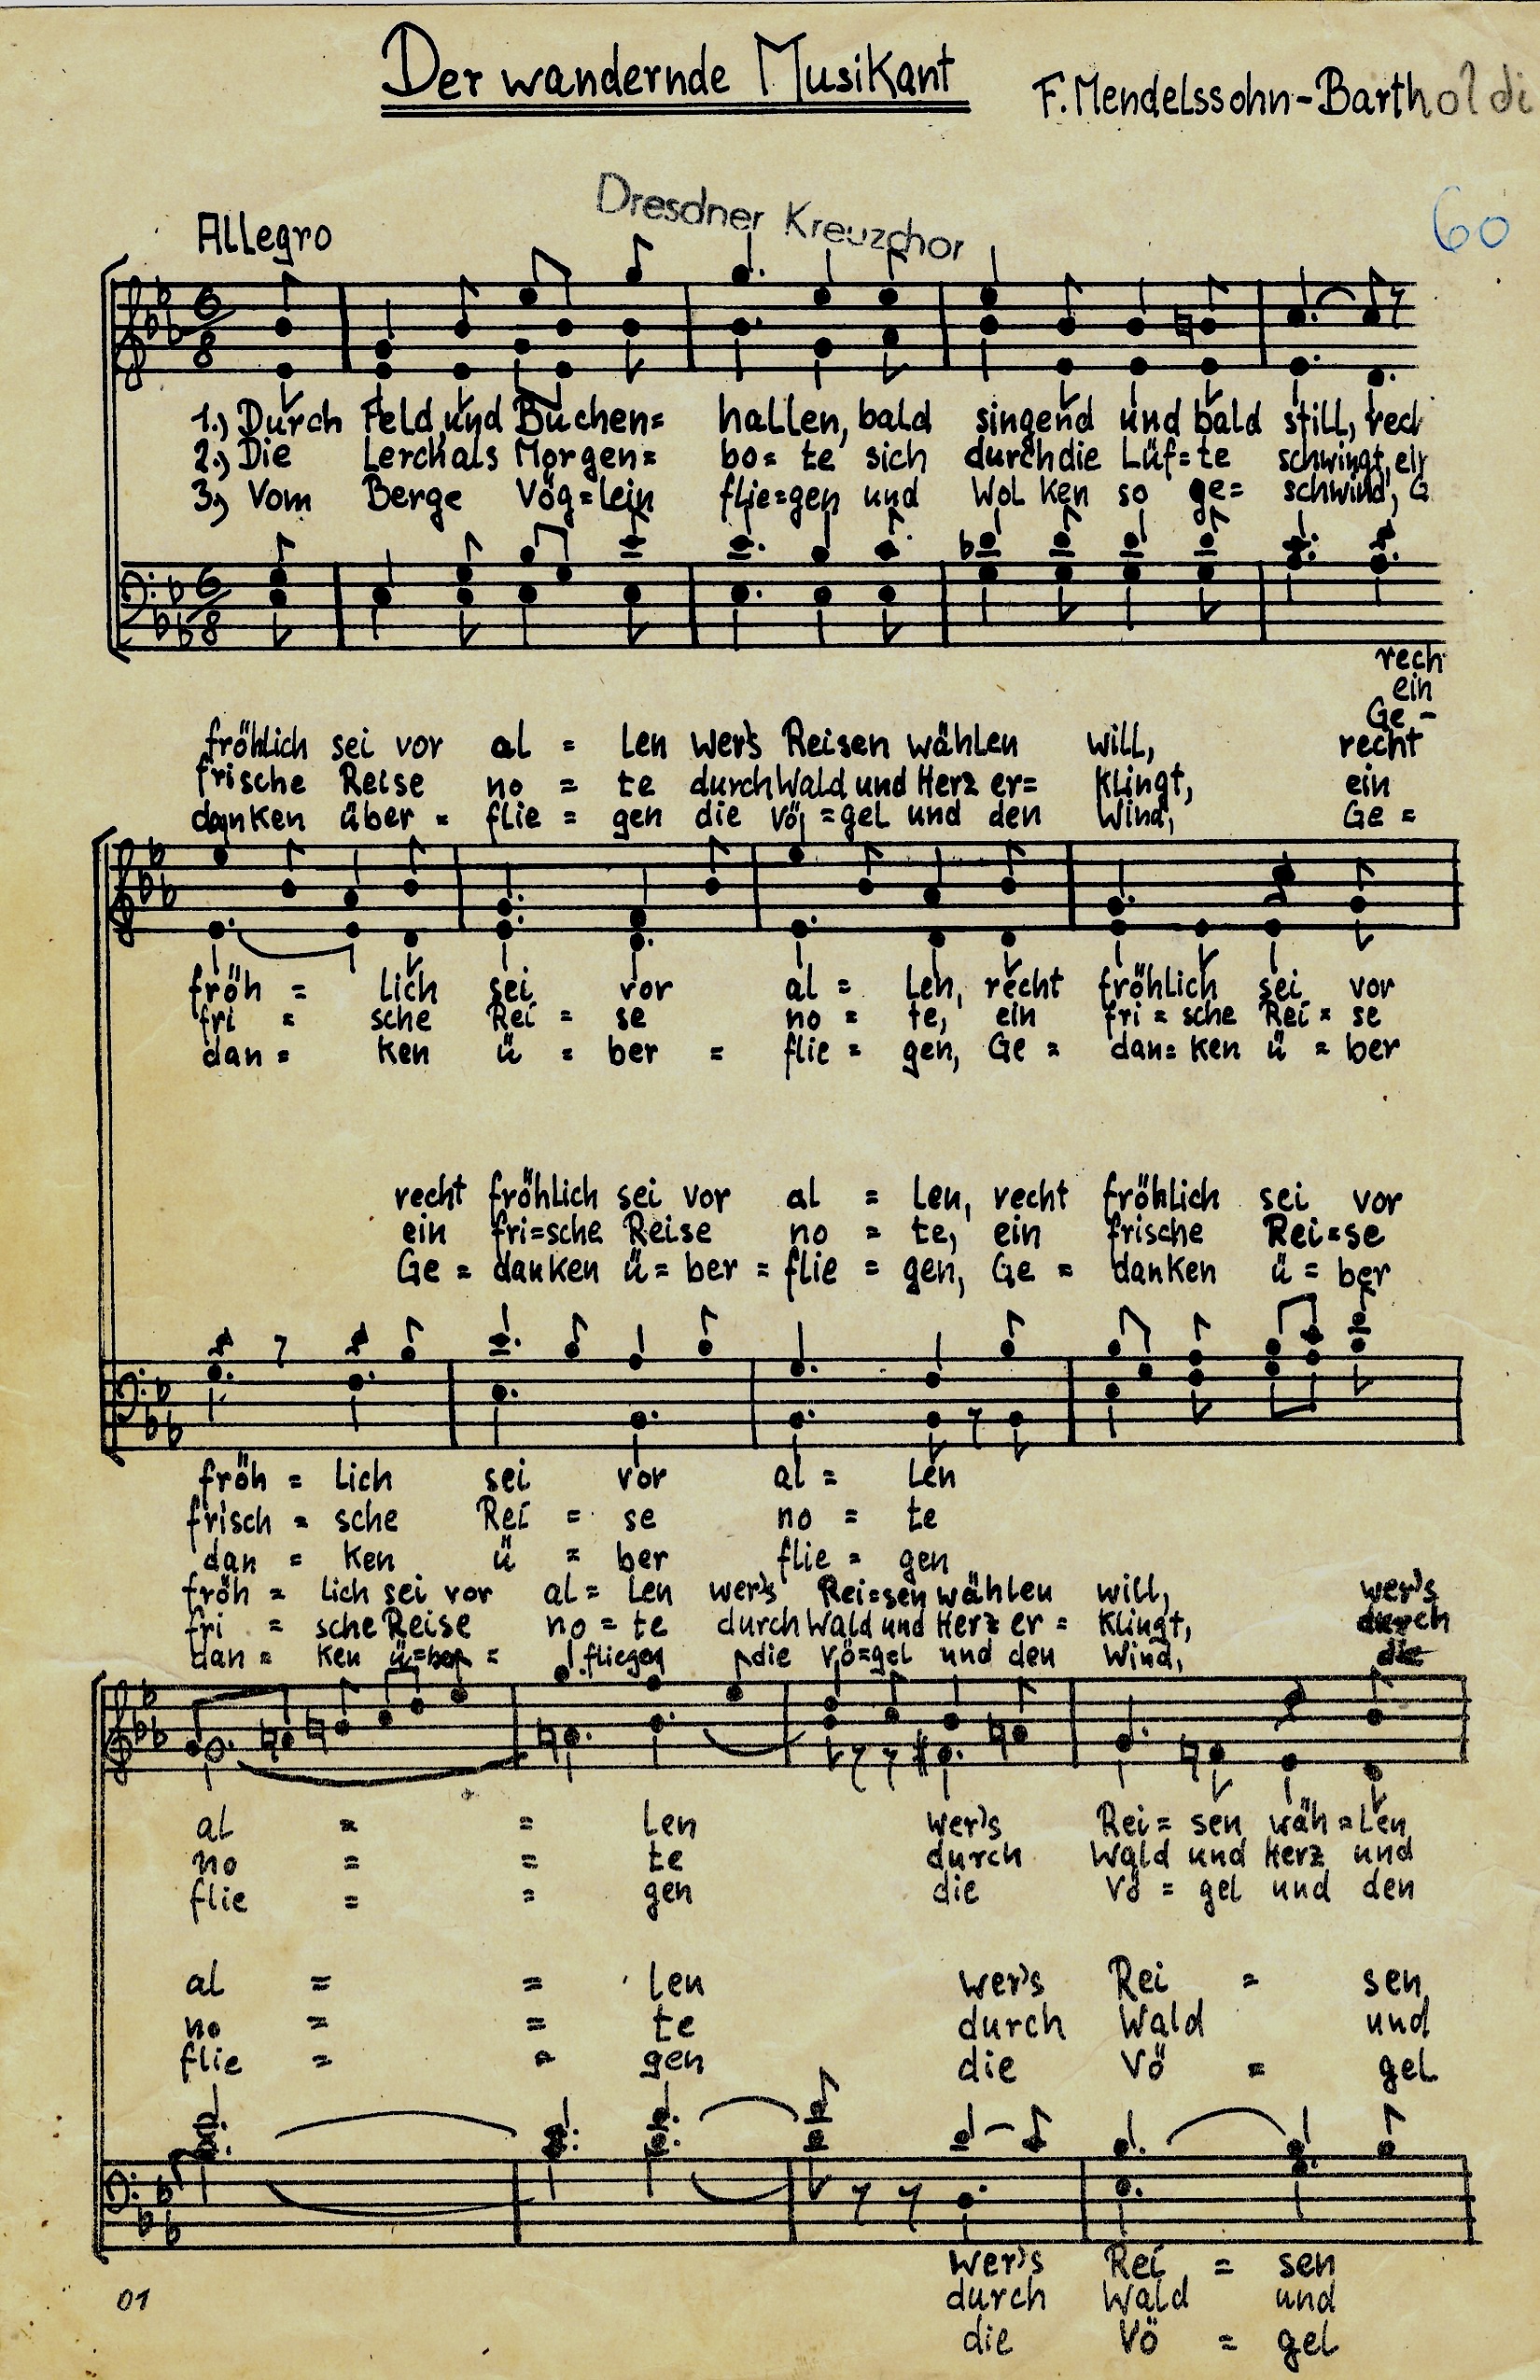 Der wandernde Musikant
F. Mendelssohn-Bartholdi
Dresdner Kreuzchor
60
Allegro
6/8
1.) Durch Feld und Buchen= hallen, bald singend und bald still,
2.) Die Lerch als Morgen= bo= te sich durch die Lüf=te schwingt,
3.) Vom Berge Vög=lein flie=gen und Wol ken so ge= schwind, G
6/8
rech
ein
Ge-
fröhlich sei vor al = len wer's Reisen wählen will, recht
frische Reise no = te durch Wald und Herz er= klingt, ein
danken über = flie = gen die Vö =gel und den Wind, Ge =
fröh = lich sei vor al = len, recht fröhlich sei vor
fri = sche Rei = se no = te, ein fri = sche Rei = se
dan = ken ü = ber = flie = gen, Ge = dan= ken ü = ber
recht fröhlich sei vor al = len, recht fröhlich sei vor
ein fri=sche Reise no = te, ein frische Rei=se
Ge = danken ü = ber = flie = gen, Ge = danken ü = ber
fröh = lich sei vor al = len
frisch = sche Rei = se no = te
dan = ken ü = ber flie = gen
fröh = lich sei vor al= len wer's Rei=sen wählen will, wer's
fri = sche Reise no = te durch Wald und Herz er = klingt, durch
dan = ken ü=ber = fliegen die Vö=gel und den Wind, die
al = = len wer's Rei= sen wäh =len
no = = te durch Wald und Herz und
flie = = gen die Vö = gel und den
al = = len wer's Rei = sen
no = = te durch Wald und
flie = = gen die Vö = gel
wer's Rei = sen
durch Wald und
die Vö = gel
01